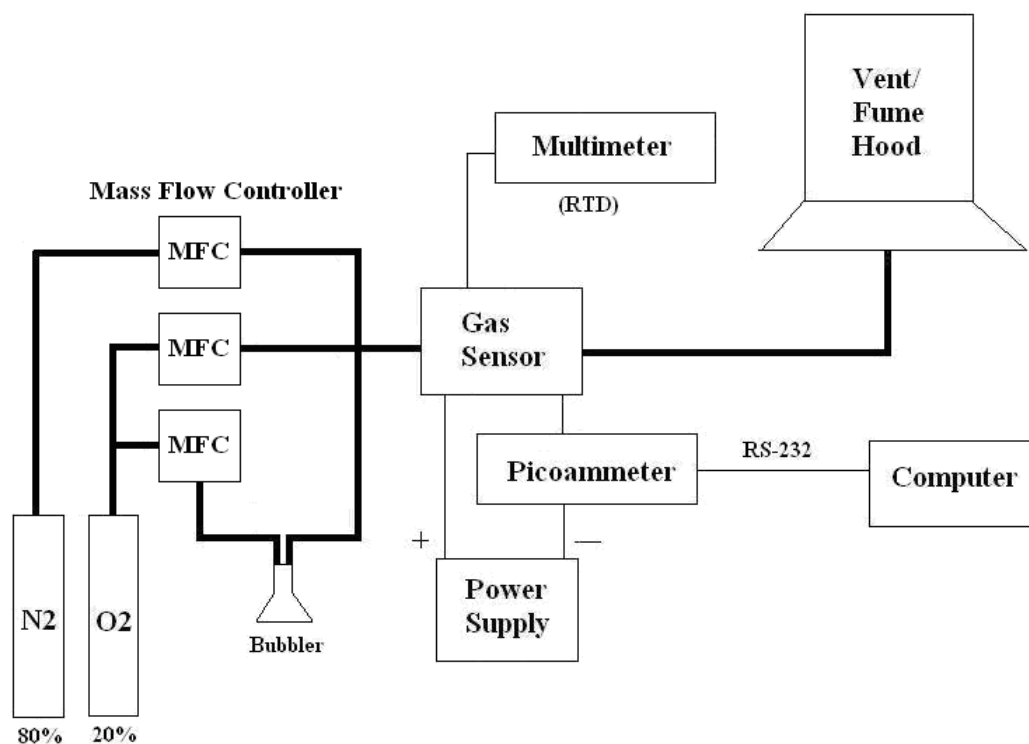 Vent/
Fume
Hood
Multimeter
(RTD)
Mass Flow Controller
MFC
MFC
MFC
Gas
Sensor
Picoammeter
RS-232
Computer
+
—
Power
Supply
Bubbler
N2
O2
80%
20%